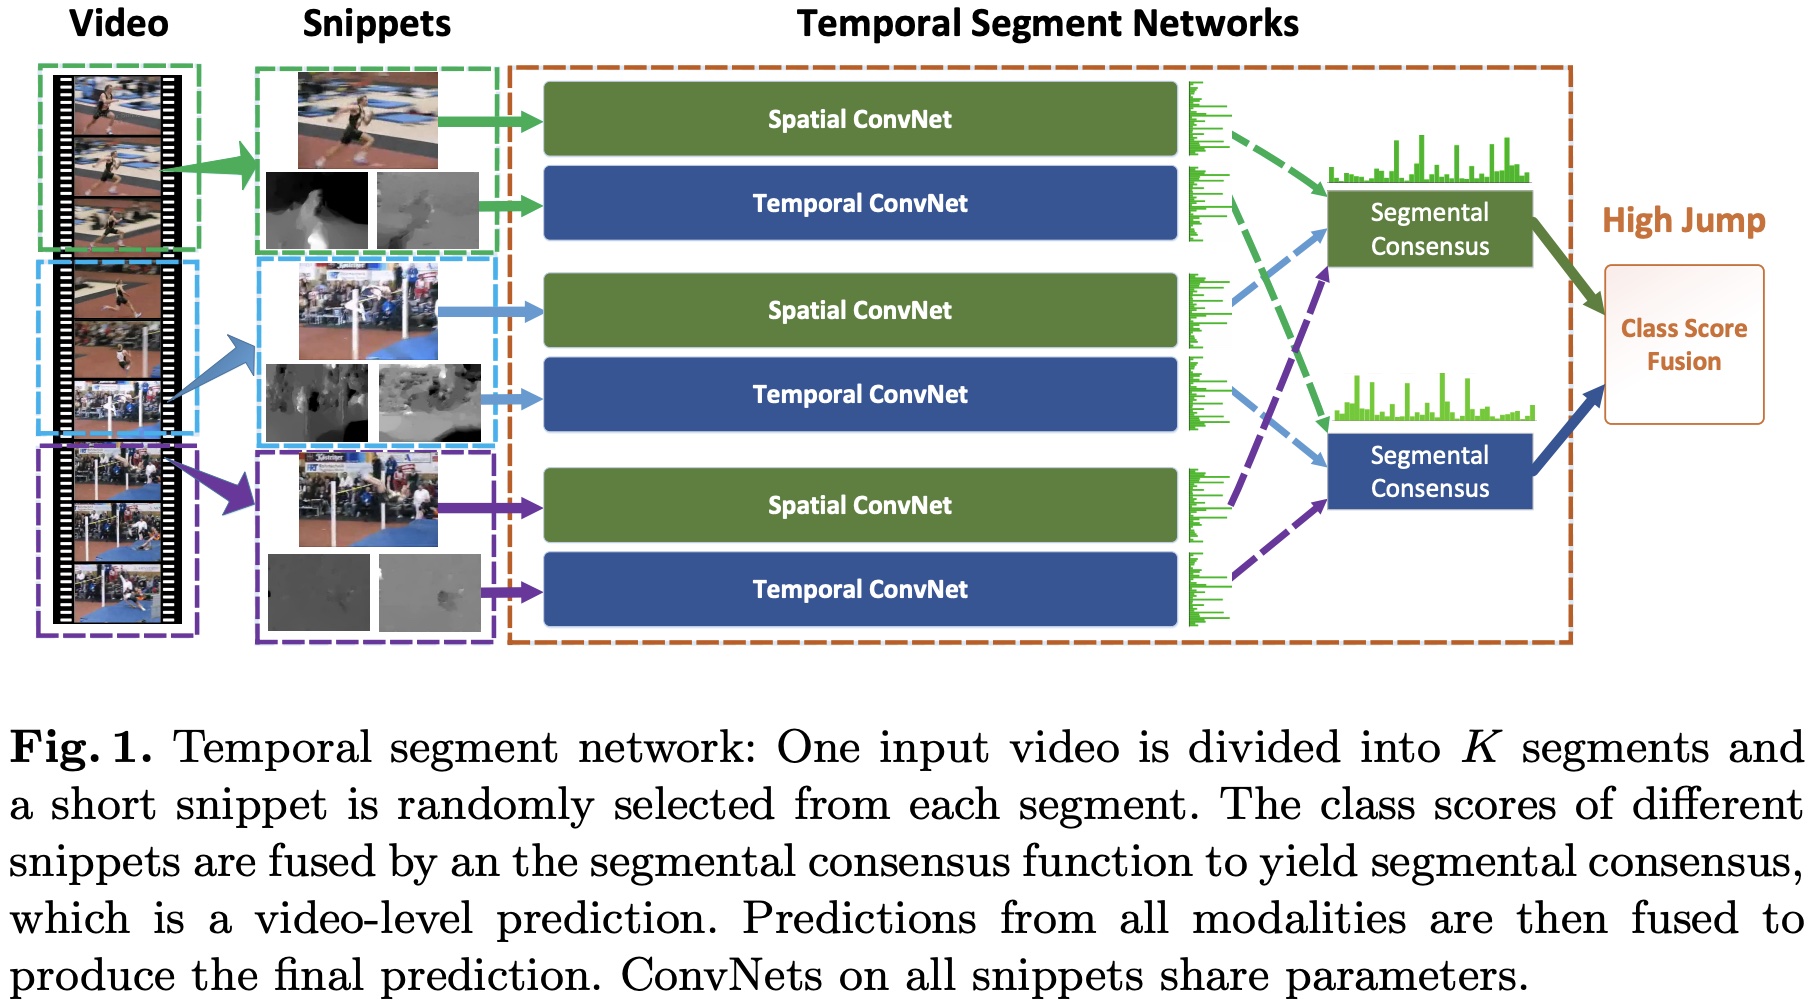 Video
Snippets
Temporal Segment Networks
Spatial ConvNet
Temporal ConvNet
Spatial ConvNet
Temporal ConvNet
Spatial ConvNet
Temporal ConvNet
Segmental
Consensus
Segmental
Consensus
High Jump
Class Score
Fusion
Fig. 1. Temporal segment network: One input video is divided into K segments and
a short snippet is randomly selected from each segment. The class scores of different
snippets are fused by an the segmental consensus function to yield segmental consensus,
which is a video-level prediction. Predictions from all modalities are then fused to
produce the final prediction. ConvNets on all snippets share parameters.